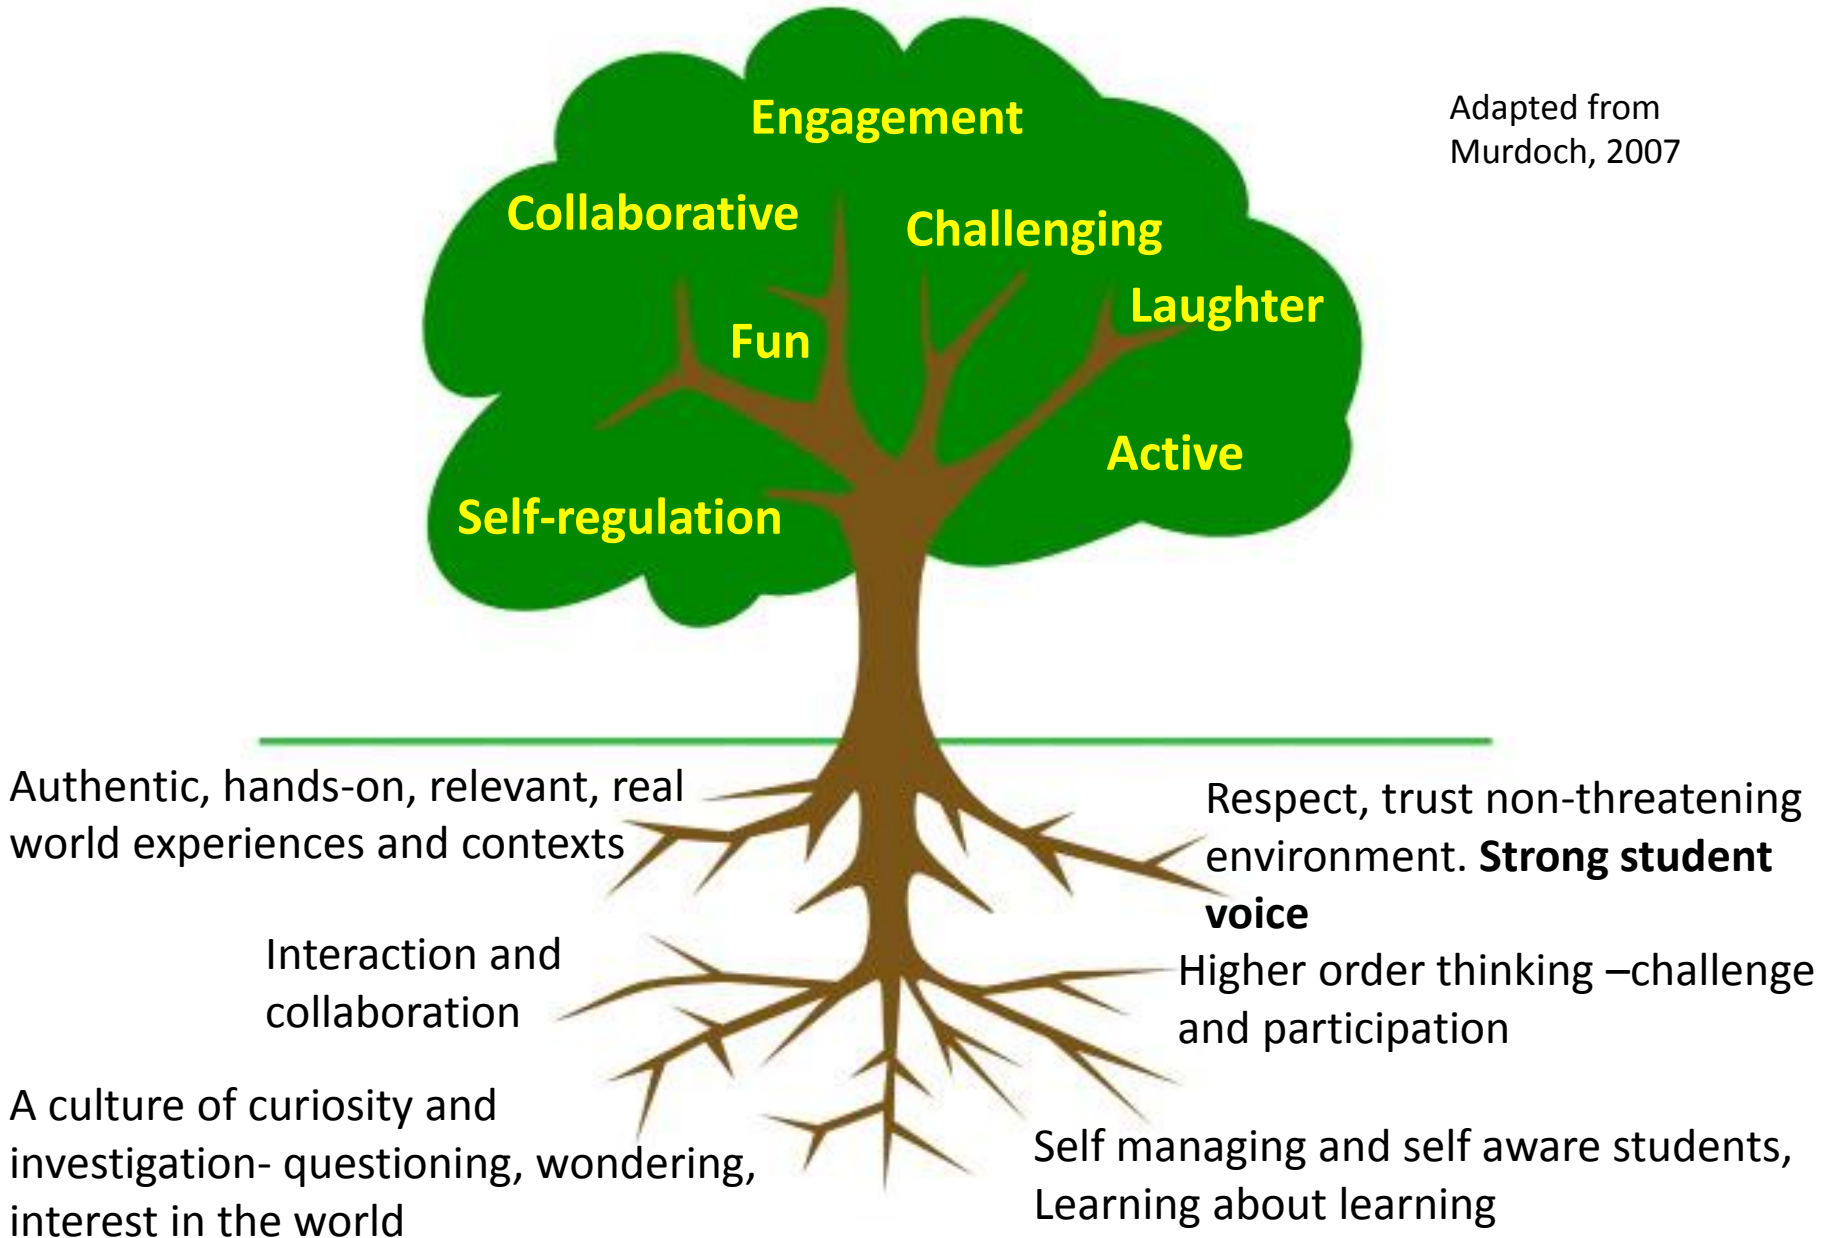 Engagement
Adapted from
Murdoch, 2007
Collaborative
Challenging
Laughter
Fun
Active
Self-regulation
Authentic, hands-on, relevant, real
world experiences and contexts
Respect, trust non-threatening
environment. Strong student
voice
Interaction and
collaboration
Higher order thinking –challenge
and participation
A culture of curiosity and
investigation- questioning, wondering,
interest in the world
Self managing and self aware students,
Learning about learning